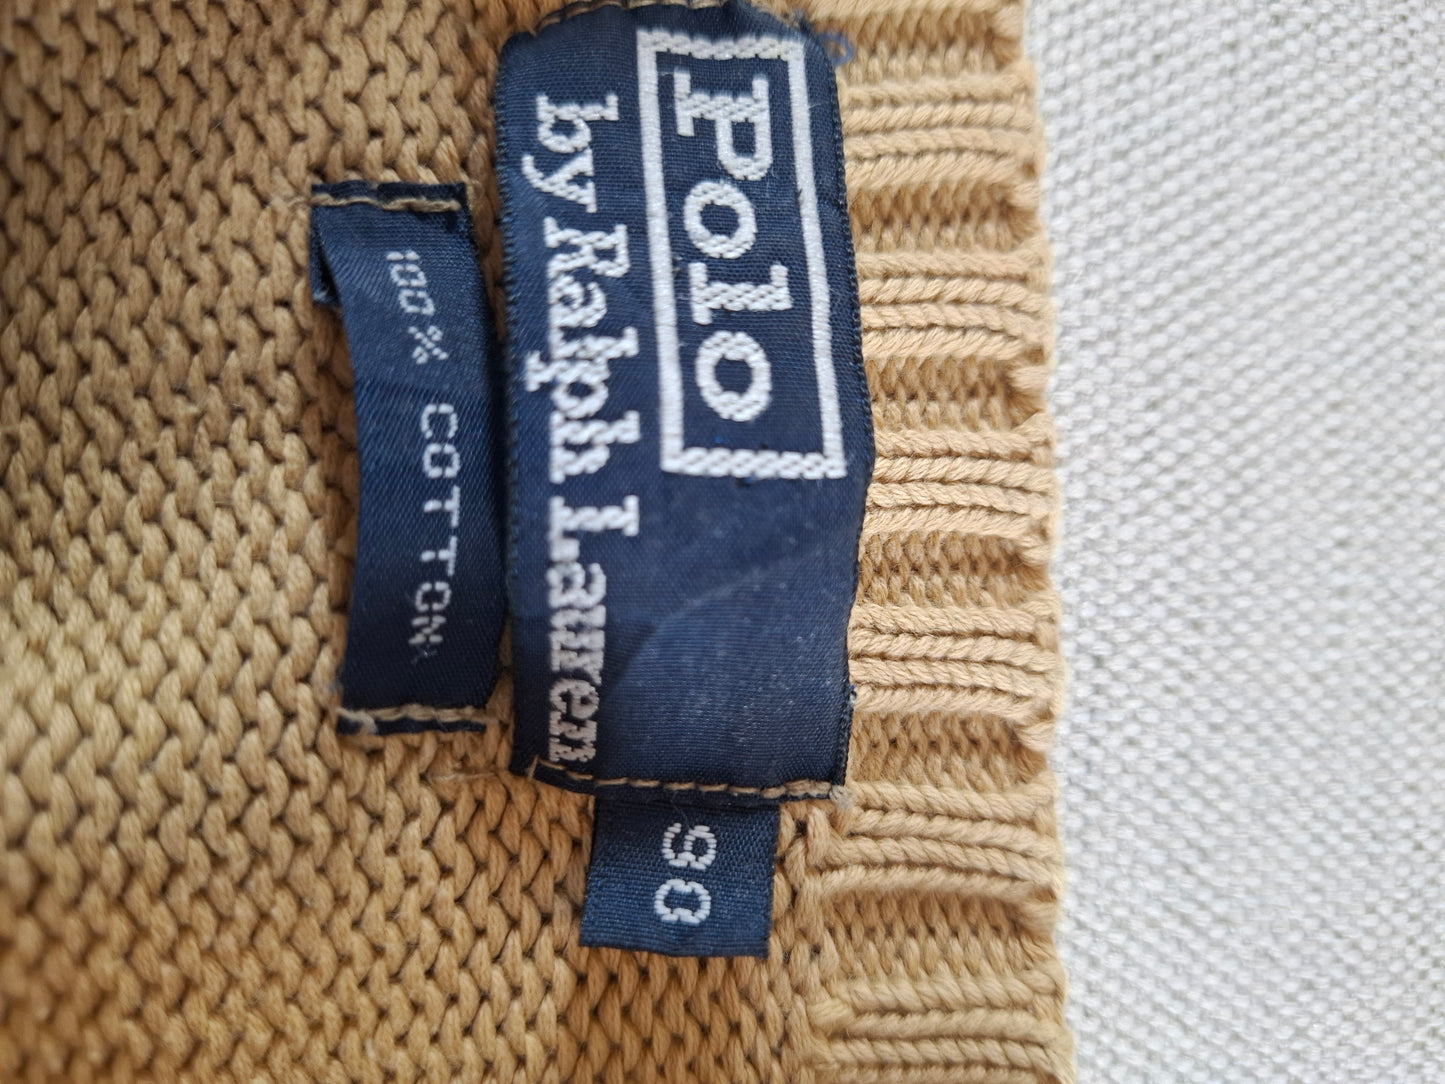 Polo
by Ralph Lauren
90
100% COTTON